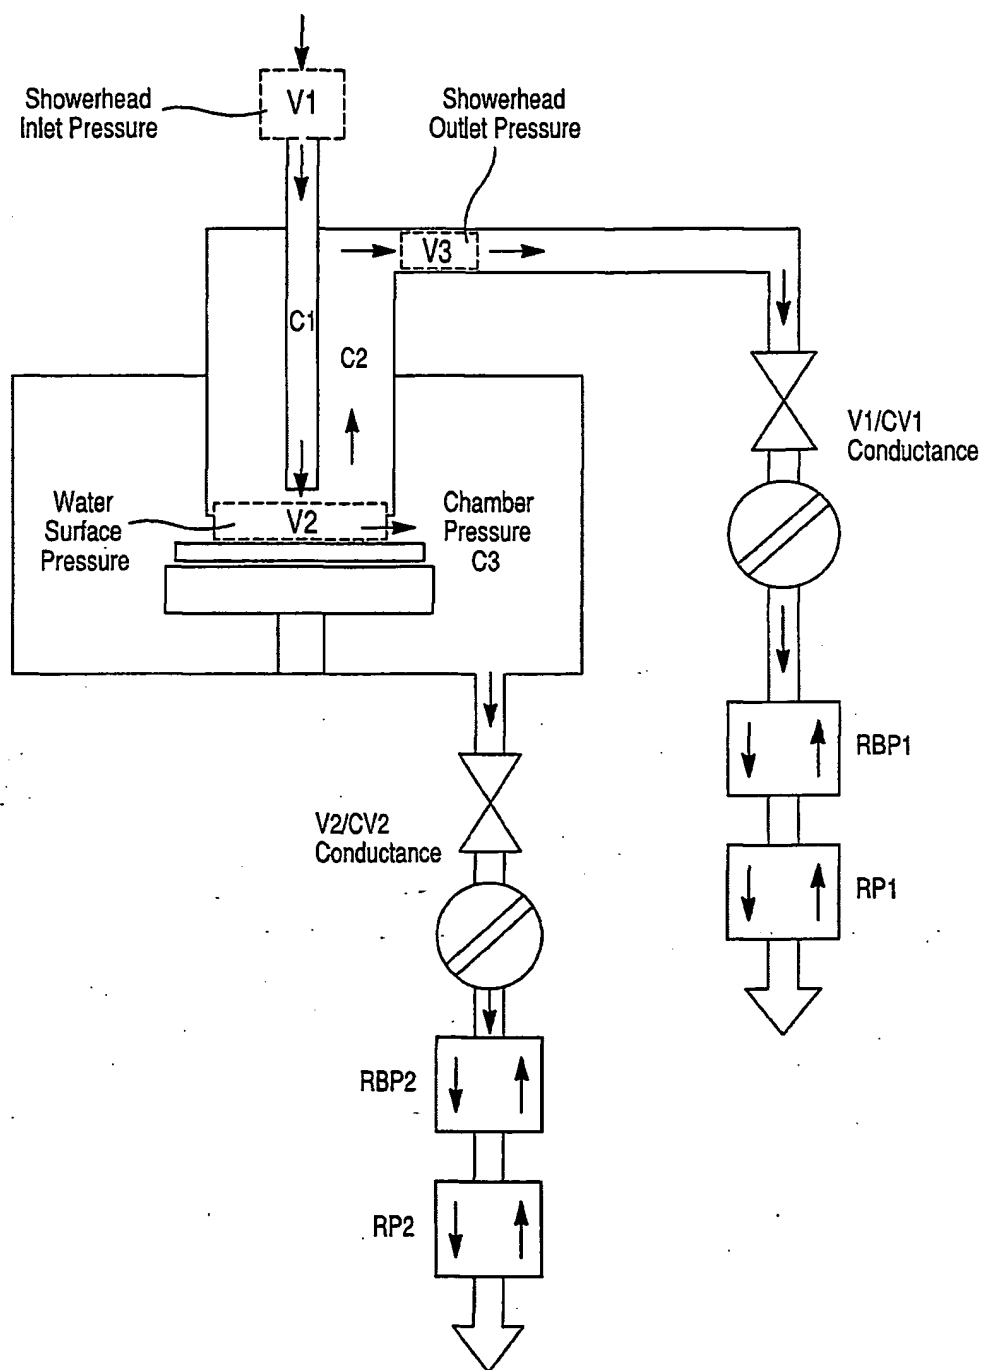 V1
Showerhead
Inlet Pressure
Showerhead
Outlet Pressure
V3
C1
C2
V1/CV1
Conductance
Water
Surface
Pressure
V2
Chamber
Pressure
C3
RBP1
V2/CV2
Conductance
RP1
RBP2
RP2